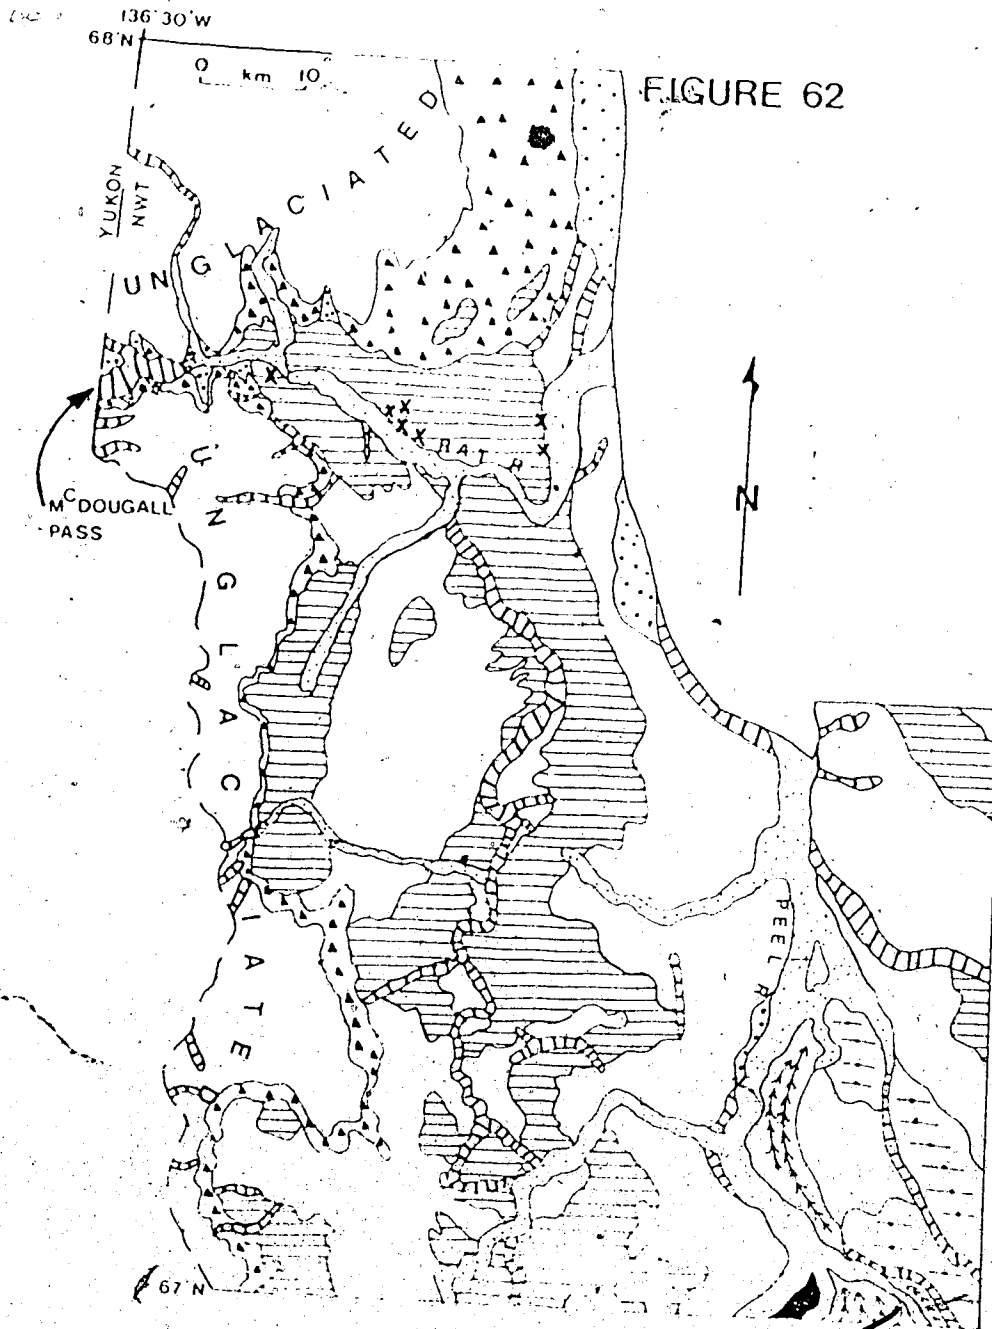 136°30'W
68°N
0 km 10
FIGURE 62
YUKON
NWT
UNGLACIATED
McDOUGALL
PASS
RAT R
UNGLACIATED
N
PEEL R
67°N